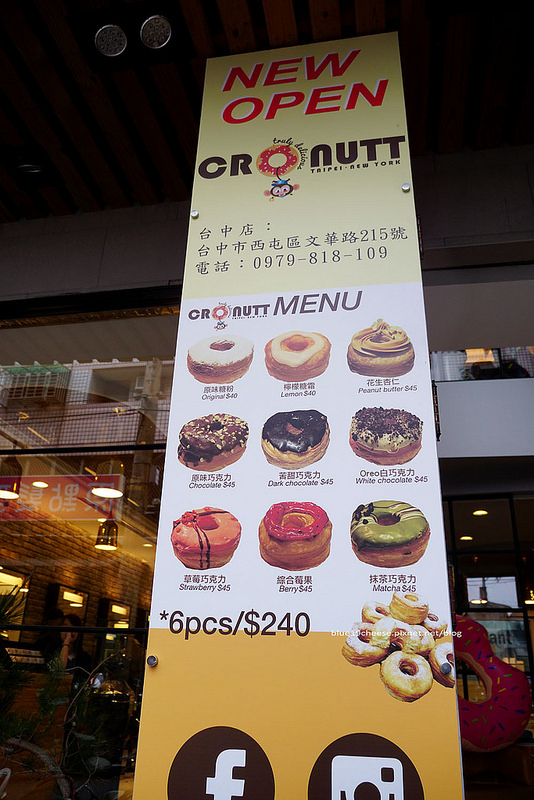 NEW
OPEN
truly delicious
CRONUTT
TAIPEI·NEW YORK
台中店：
台中市西屯區文華路215號
電話：0979-818-109
CRONUTT MENU
TAIPEI·NEW YORK
原味糖粉
Original $40
檸檬糖霜
Lemon $40
花生杏仁
Peanut butter $45
原味巧克力
Chocolate $45
苦甜巧克力
Dark chocolate $45
Oreo白巧克力
White chocolate $45
草莓巧克力
Strawberry $45
綜合莓果
Berry $45
抹茶巧克力
Matcha $45
*6pcs/$240
blue19cheese.pixnet.net/blog
f